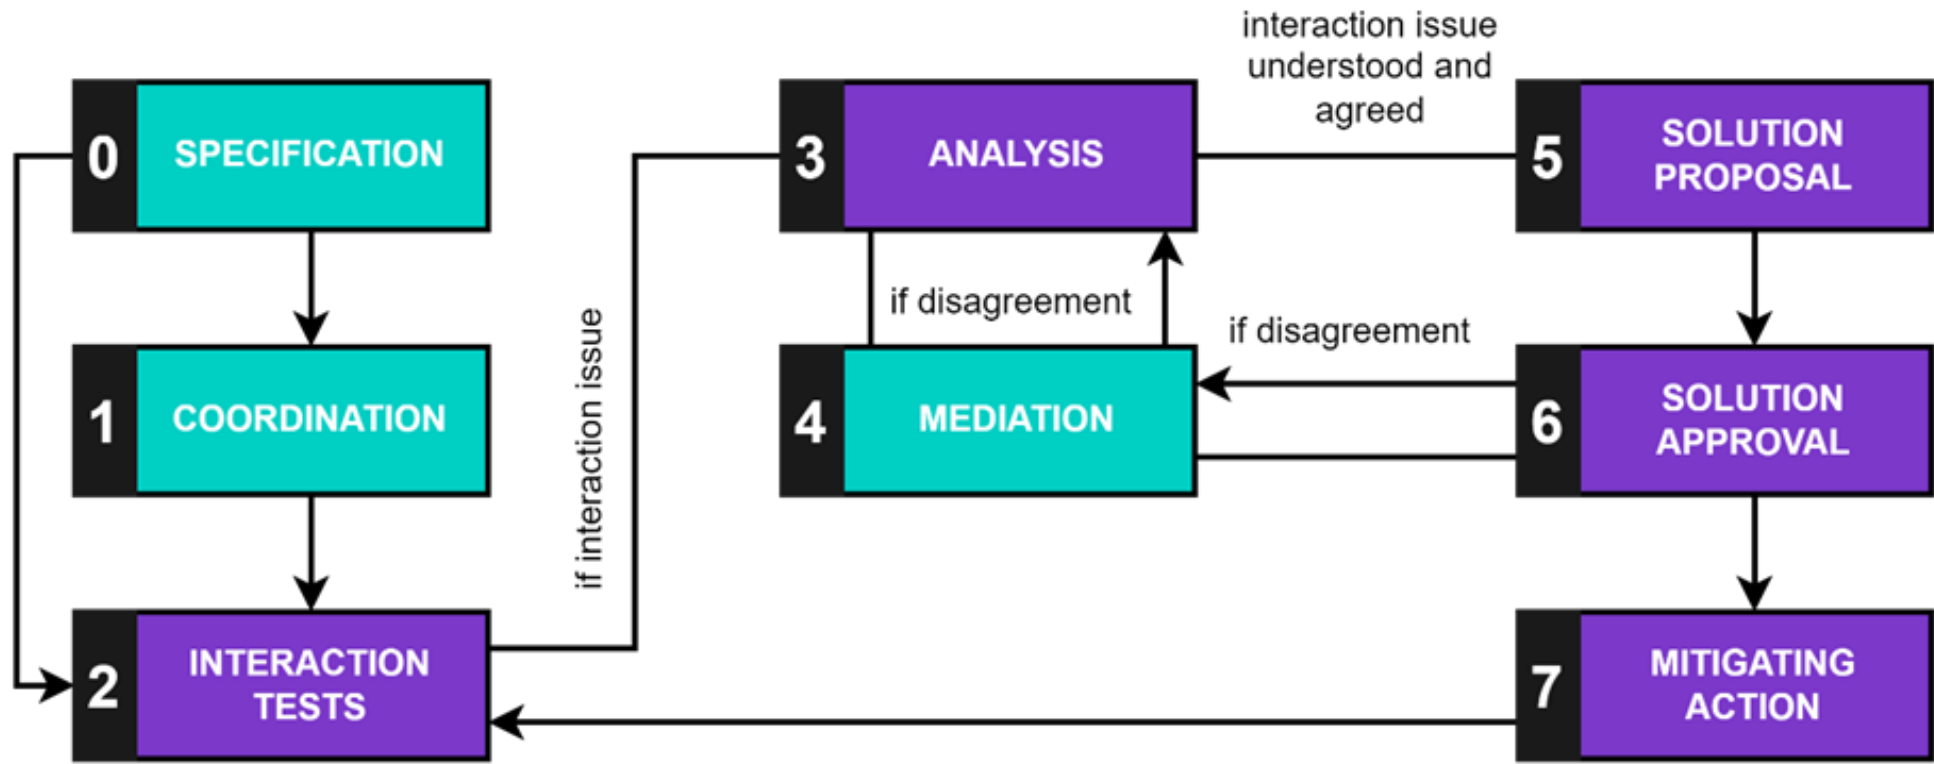 0
SPECIFICATION
1
COORDINATION
2
INTERACTION
TESTS
if interaction issue
3
ANALYSIS
if disagreement
4
MEDIATION
interaction issue
understood and
agreed
if disagreement
5
SOLUTION
PROPOSAL
6
SOLUTION
APPROVAL
7
MITIGATING
ACTION